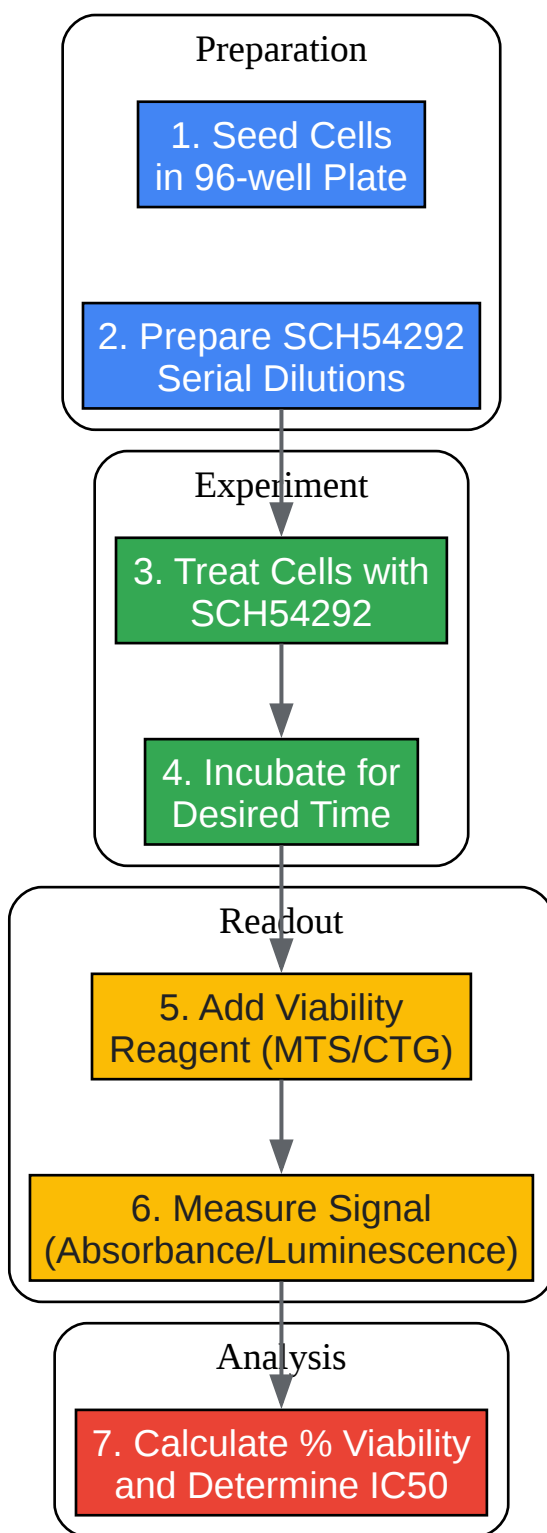 Preparation
1. Seed Cells
in 96-well Plate
2. Prepare SCH54292
Serial Dilutions
Experiment
3. Treat Cells with
SCH54292
4. Incubate for
Desired Time
Readout
5. Add Viability
Reagent (MTS/CTG)
6. Measure Signal
(Absorbance/Luminescence)
Analysis
7. Calculate % Viability
and Determine IC50